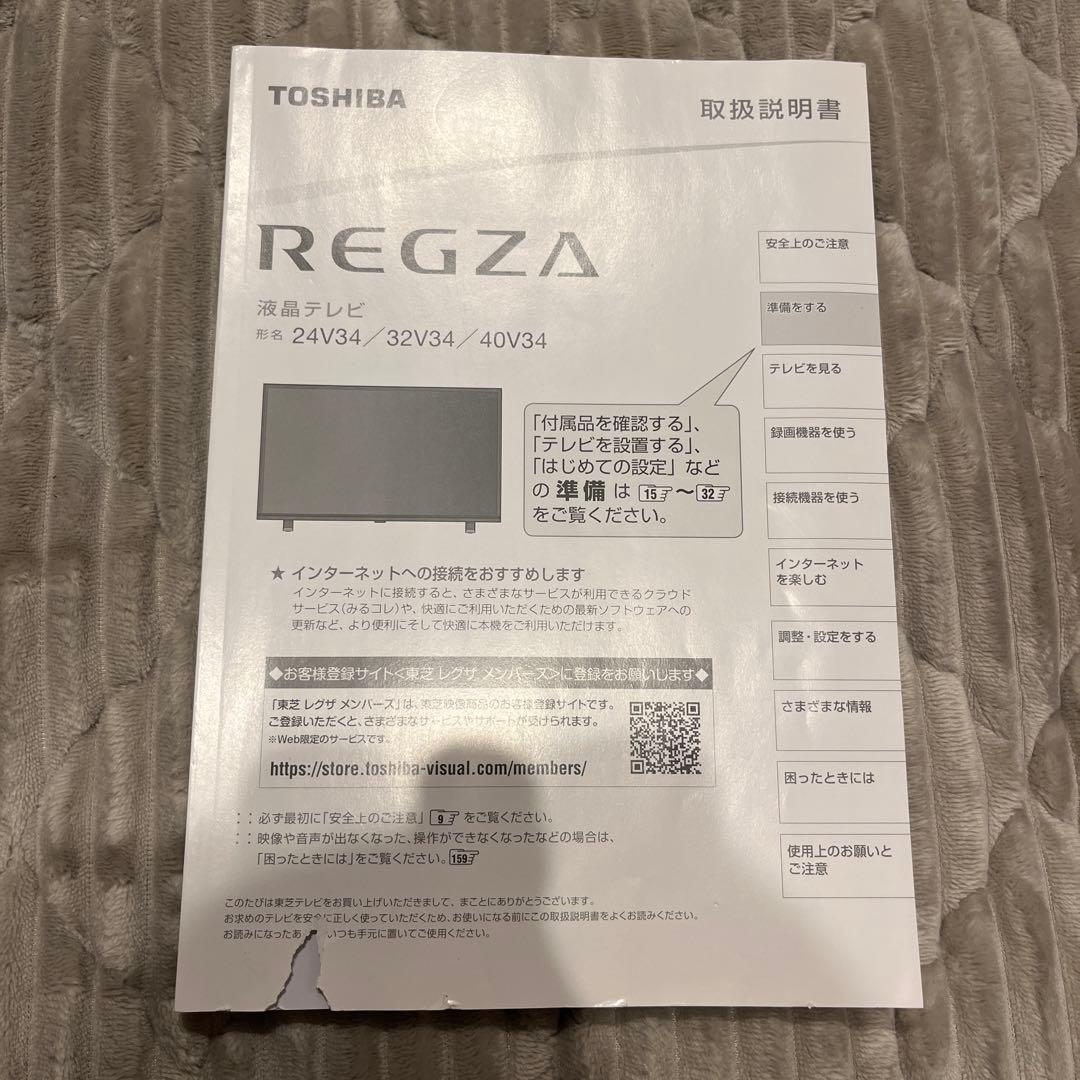 TOSHIBA
取扱説明書
REGZA
液晶テレビ
形名 24V34／32V34／40V34
「付属品を確認する」、
「テレビを設置する」、
「はじめての設定」など
の 準備 は 15 ～ 32
をご覧ください。
安全上のご注意
準備をする
テレビを見る
録画機器を使う
接続機器を使う
インターネット
を楽しむ
調整・設定をする
さまざまな情報
困ったときには
使用上のお願いと
ご注意
★ インターネットへの接続をおすすめします
インターネットに接続すると、さまざまなサービスが利用できるクラウド
サービス(みるコレ)や、快適にご利用いただくための最新ソフトウェアへの
更新など、より便利にそして快適に本機をご利用いただけます。
◆お客様登録サイト<東芝 レグザ メンバーズ>に登録をお願いします◆
「東芝 レグザ メンバーズ」は、東芝映像商品のお客様登録サイトです。
ご登録いただくと、さまざまなサービスやサポートが受けられます。
※Web限定のサービスです。
https://store.toshiba-visual.com/members/
：：必ず最初に「安全上のご注意」 9 をご覧ください。
：：映像や音声が出なくなった、操作ができなくなったなどの場合は、
「困ったときには」をご覧ください。 159
このたびは東芝テレビをお買い上げいただきまして、まことにありがとうございます。
お求めのテレビを安全に正しく使っていただくため、お使いになる前にこの取扱説明書をよくお読みください。
お読みになったあ いつも手元に置いてご使用ください。